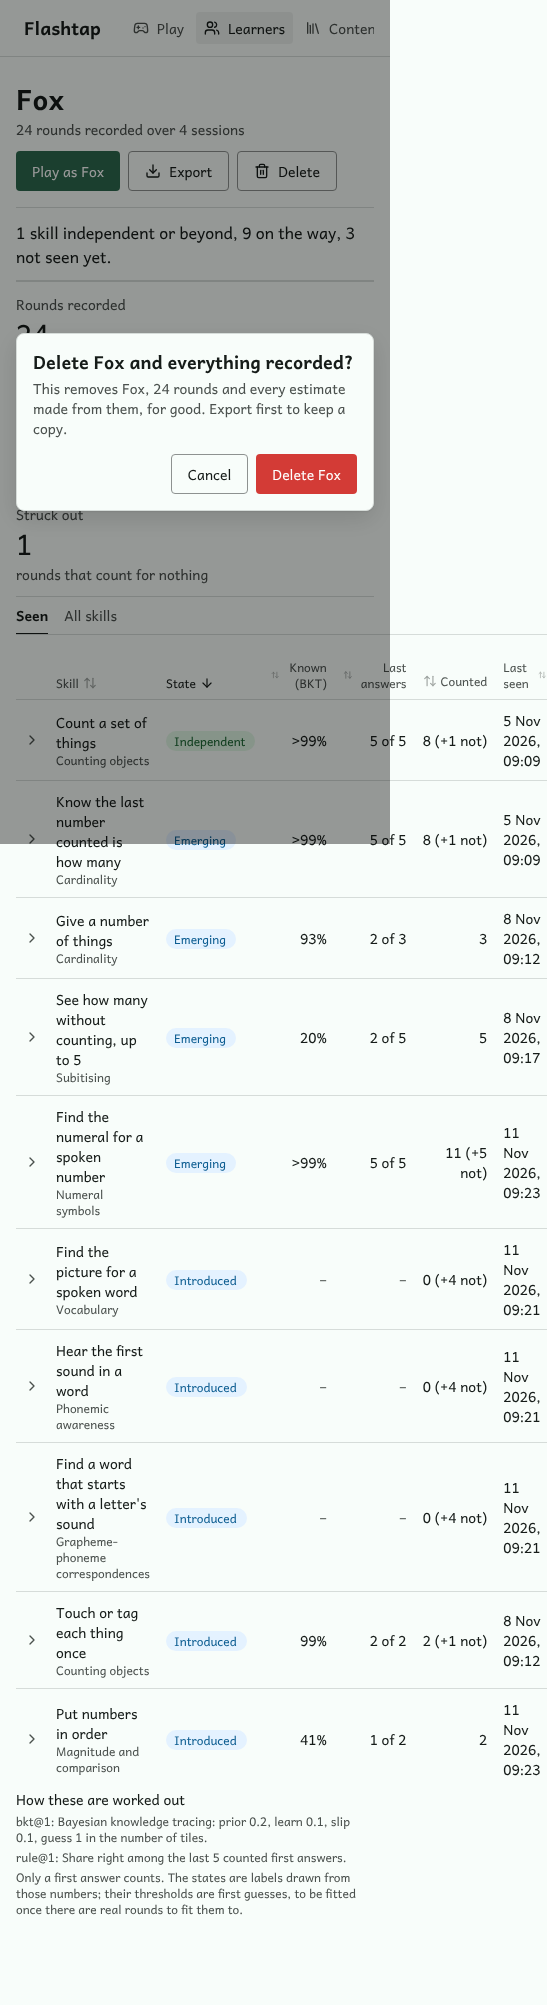 Flashtap Play Learners Conten
Fox
24 rounds recorded over 4 sessions
Play as Fox Export Delete
1 skill independent or beyond, 9 on the way, 3
not seen yet.
Rounds recorded
24
Delete Fox and everything recorded?
This removes Fox, 24 rounds and every estimate
made from them, for good. Export first to keep a
copy.
Cancel Delete Fox
Struck out
1
rounds that count for nothing
Seen All skills
Skill State Known (BKT) Last answers Counted Last seen
Count a set of
things
Counting objects
Independent >99% 5 of 5 8 (+1 not)
5 Nov
2026,
09:09
Know the last
number
counted is
how many
Cardinality
Emerging >99% 5 of 5 8 (+1 not)
5 Nov
2026,
09:09
Give a number
of things
Cardinality
Emerging 93% 2 of 3 3
8 Nov
2026,
09:12
See how many
without
counting, up
to 5
Subitising
Emerging 20% 2 of 5 5
8 Nov
2026,
09:17
Find the
numeral for a
spoken
number
Numeral
symbols
Emerging >99% 5 of 5
11 (+5
not)
11
Nov
2026,
09:23
Find the
picture for a
spoken word
Vocabulary
Introduced – – 0 (+4 not)
11
Nov
2026,
09:21
Hear the first
sound in a
word
Phonemic
awareness
Introduced – – 0 (+4 not)
11
Nov
2026,
09:21
Find a word
that starts
with a letter's
sound
Grapheme-
phoneme
correspondences
Introduced – – 0 (+4 not)
11
Nov
2026,
09:21
Touch or tag
each thing
once
Counting objects
Introduced 99% 2 of 2 2 (+1 not)
8 Nov
2026,
09:12
Put numbers
in order
Magnitude and
comparison
Introduced 41% 1 of 2 2
11
Nov
2026,
09:23
How these are worked out
bkt@1: Bayesian knowledge tracing: prior 0.2, learn 0.1, slip
0.1, guess 1 in the number of tiles.
rule@1: Share right among the last 5 counted first answers.
Only a first answer counts. The states are labels drawn from
those numbers; their thresholds are first guesses, to be fitted
once there are real rounds to fit them to.